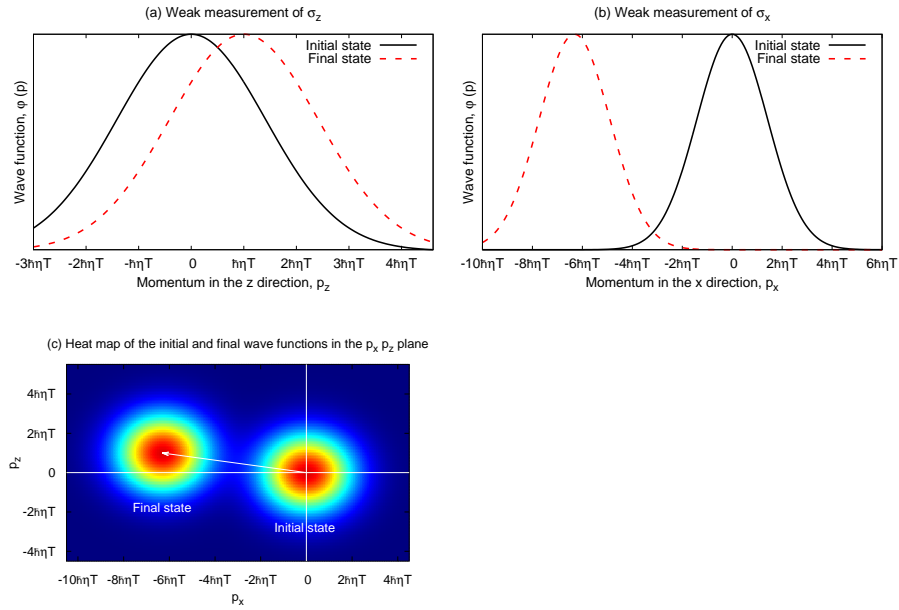 (a) Weak measurement of σz
Initial state
Final state
Wave function, φ (p)
-3ħηT -2ħηT -1ħηT 0 1ħηT 2ħηT 3ħηT 4ħηT
Momentum in the z direction, pz
(b) Weak measurement of σx
Initial state
Final state
Wave function, φ (p)
-10ħηT -8ħηT -6ħηT -4ħηT -2ħηT 0 2ħηT 4ħηT 6ħηT
Momentum in the x direction, px
(c) Heat map of the initial and final wave functions in the px pz plane
4ħηT
2ħηT
0
-2ħηT
-4ħηT
pz
Final state
Initial state
-10ħηT -8ħηT -6ħηT -4ħηT -2ħηT 0 2ħηT 4ħηT
px